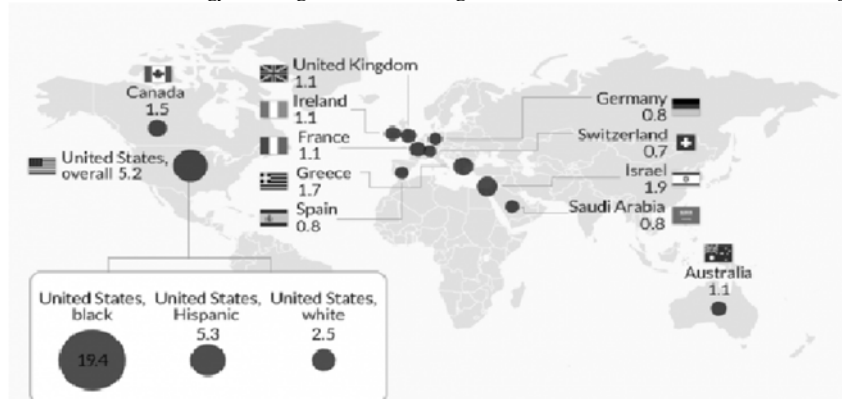 Canada
1.5
United States,
overall 5.2
United Kingdom
1.1
Ireland
1.1
France
1.1
Greece
1.7
Spain
0.8
Germany
0.8
Switzerland
0.7
Israel
1.9
Saudi Arabia
0.8
Australia
1.1
United States,
black
19.4
United States,
Hispanic
5.3
United States,
white
2.5